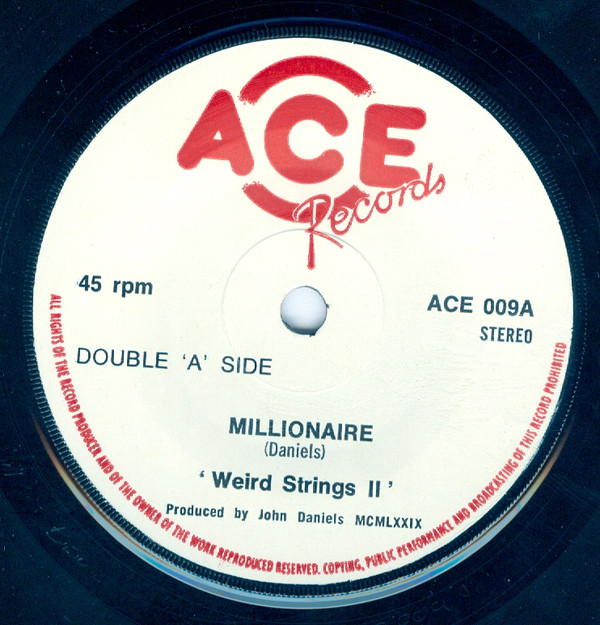 ACE
Records
45 rpm
ACE 009A
STEREO
DOUBLE ‘A’ SIDE
MILLIONAIRE
(Daniels)
‘ Weird Strings II ’
Produced by John Daniels MCMLXXIX
ALL RIGHTS OF THE RECORD PRODUCER AND OF THE OWNER OF THE WORK REPRODUCED RESERVED. COPTING, PUBLIC PERFORMANCE AND BROADCASTING OF THIS RECORD PROHIBITED